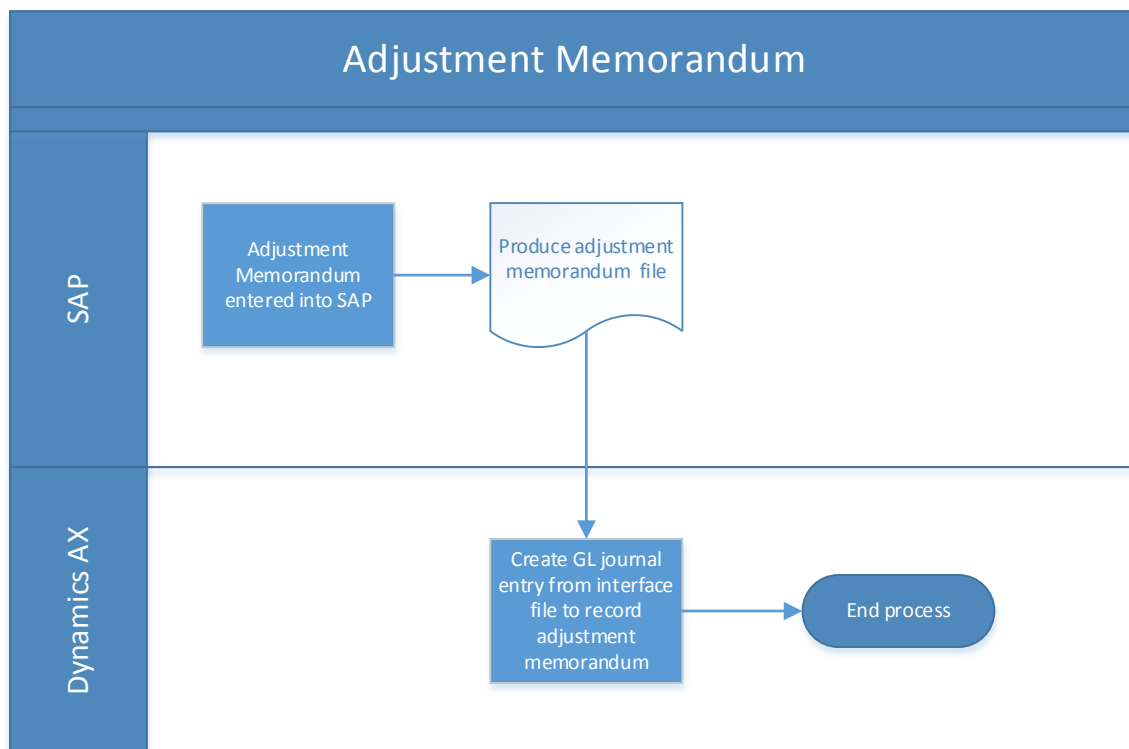 Adjustment Memorandum
SAP
Adjustment
Memorandum
entered into SAP
Produce adjustment
memorandum file
Dynamics AX
Create GL journal
entry from interface
file to record
adjustment
memorandum
End process